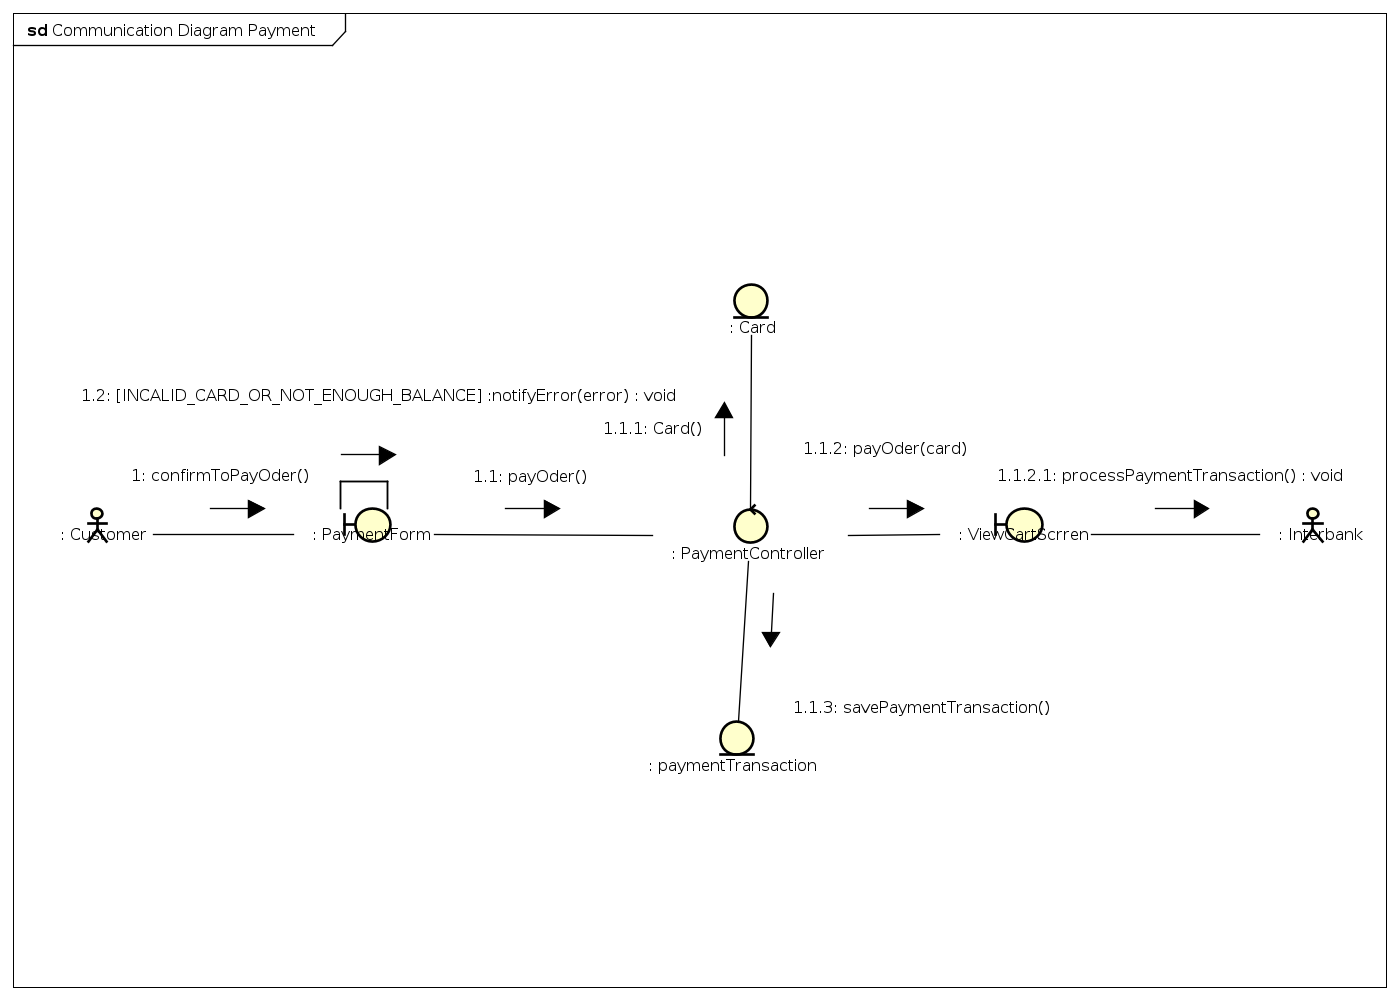 sd Communication Diagram Payment
: Card
1.2: [INCALID_CARD_OR_NOT_ENOUGH_BALANCE] :notifyError(error) : void
1.1.1: Card()
1.1.2: payOder(card)
1: confirmToPayOder()
1.1: payOder()
1.1.2.1: processPaymentTransaction() : void
: Customer
: PaymentForm
: PaymentController
: ViewCartScrren
: Interbank
1.1.3: savePaymentTransaction()
: paymentTransaction